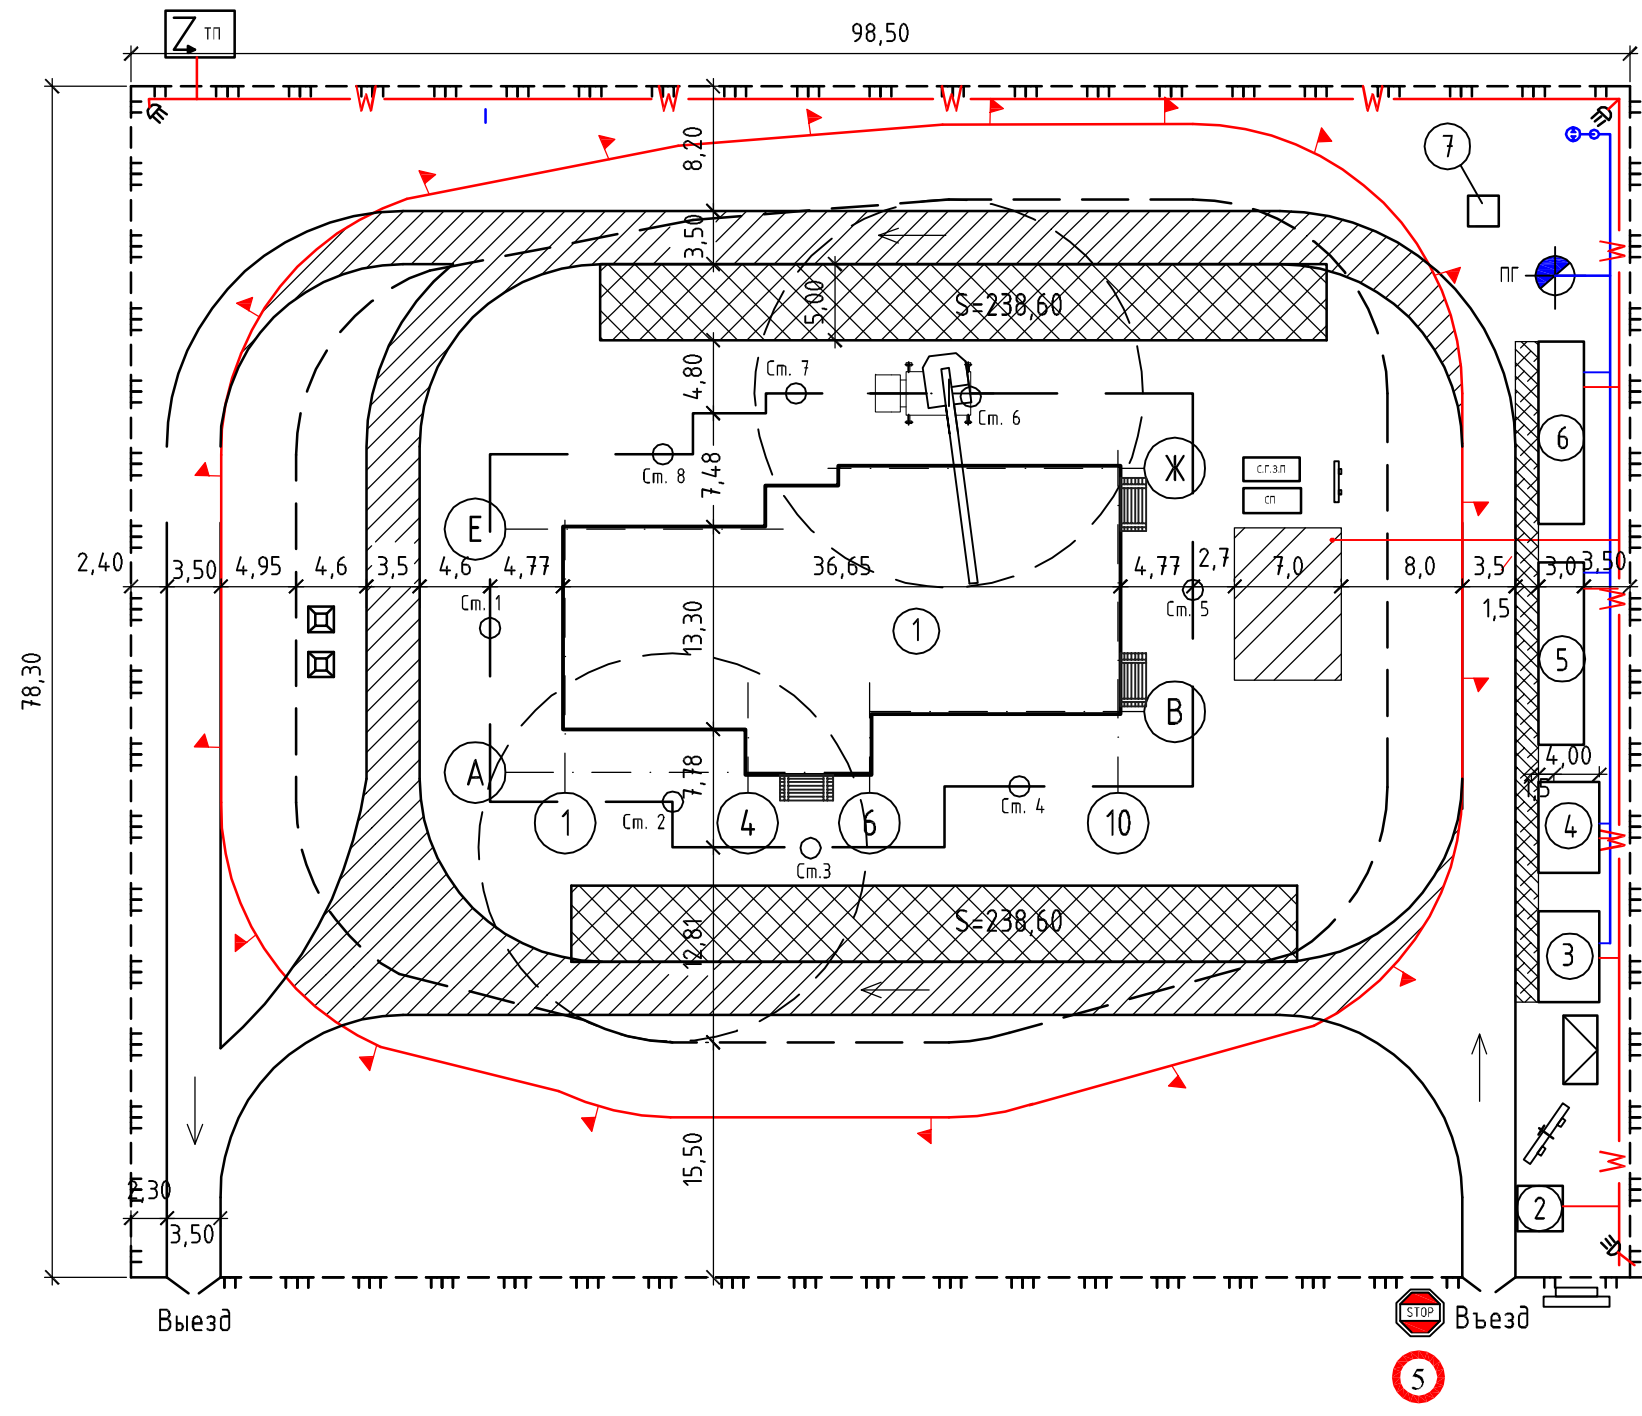 ТП
98,50
8,20
7
3,50
ПГ
5,00
S=238,60
Ст. 7
4,80
Ст. 6
6
Ж
Ст. 8
7,48
С.Г.З.П
СП
Е
2,40
3,50
4,95
4,6
3,5
4,6
4,77
36,65
4,77
2,7
7,0
8,0
3,5
3,0
3,50
Ст. 1
Ст. 5
1,5
13,30
1
5
78,30
В
4,00
А
7,78
1,5
1
Ст. 2
4
6
Ст. 4
10
4
Ст.3
12,81
S=238,60
3
15,50
2,30
3,50
2
Выезд
STOP
Въезд
5